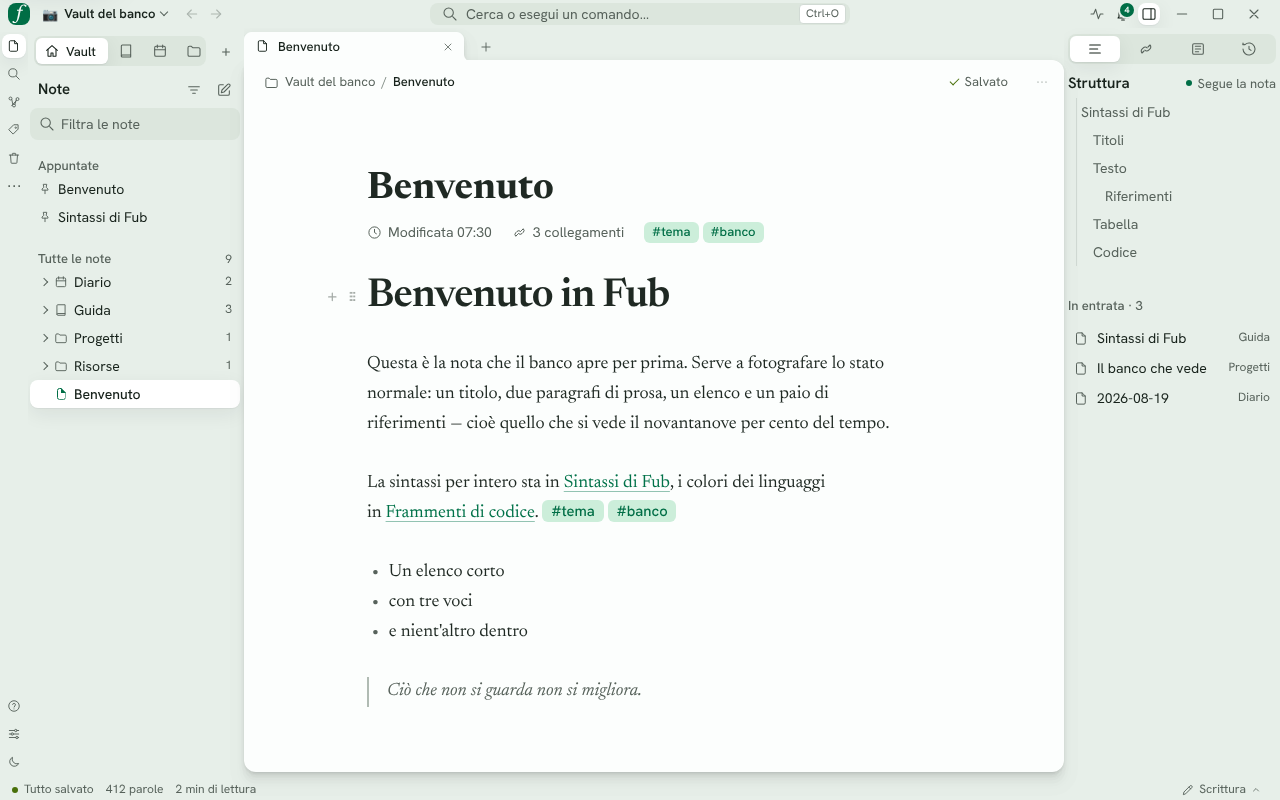 Vault del banco
Cerca o esegui un comando…
Ctrl+O
4
Vault
Benvenuto
Note
Filtra le note
Appuntate
Benvenuto
Sintassi di Fub
Tutte le note 9
Diario 2
Guida 3
Progetti 1
Risorse 1
Benvenuto
Vault del banco / Benvenuto
Salvato
Benvenuto
Modificata 07:30
3 collegamenti
#tema #banco
Benvenuto in Fub
Questa è la nota che il banco apre per prima. Serve a fotografare lo stato
normale: un titolo, due paragrafi di prosa, un elenco e un paio di
riferimenti — cioè quello che si vede il novantanove per cento del tempo.
La sintassi per intero sta in Sintassi di Fub, i colori dei linguaggi
in Frammenti di codice. #tema #banco
• Un elenco corto
• con tre voci
• e nient'altro dentro
Ciò che non si guarda non si migliora.
Struttura
Segue la nota
Sintassi di Fub
Titoli
Testo
Riferimenti
Tabella
Codice
In entrata · 3
Sintassi di Fub Guida
Il banco che vede Progetti
2026-08-19 Diario
Tutto salvato
412 parole
2 min di lettura
Scrittura